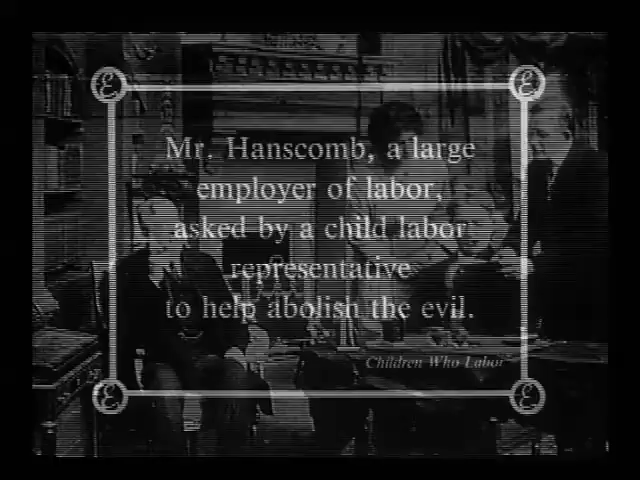 Mr. Hanscomb, a large
employer of labor,
asked by a child labor
representative
to help abolish the evil.
Children Who Labor
E
E
E
E